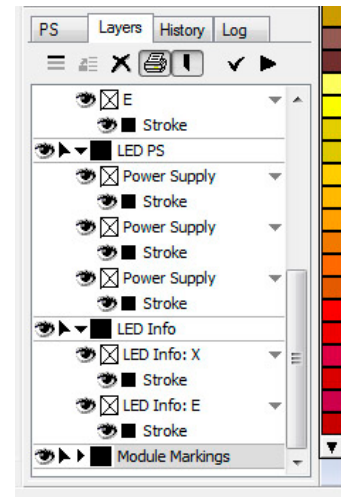 PS Layers History Log
E
Stroke
LED PS
Power Supply
Stroke
Power Supply
Stroke
Power Supply
Stroke
LED Info
LED Info: X
Stroke
LED Info: E
Stroke
Module Markings